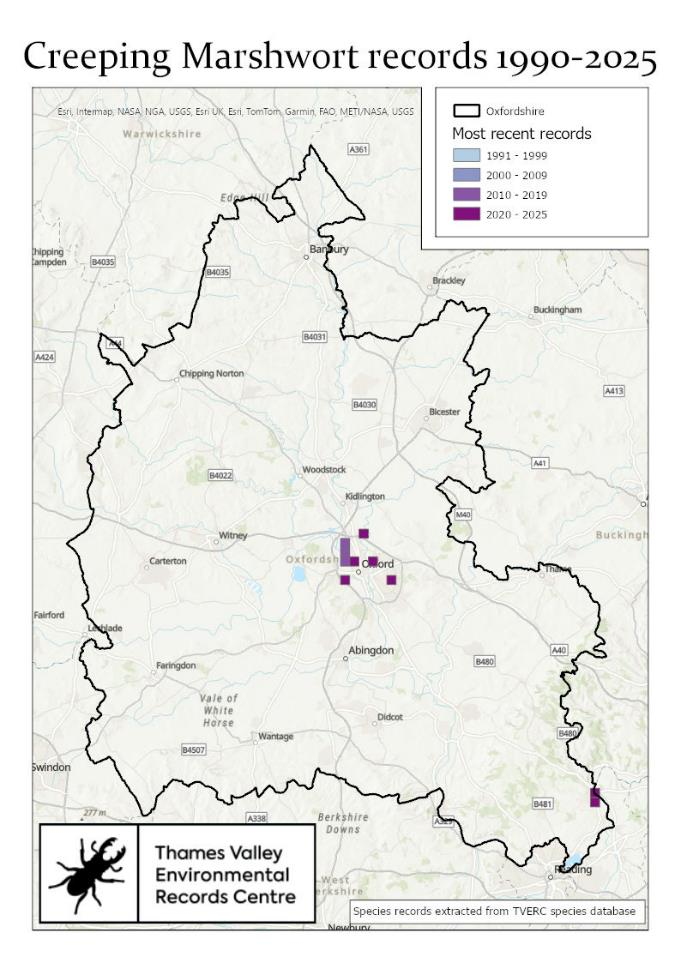 Creeping Marshwort records 1990-2025
Esri, Intermap, NASA, NGA, USGS, Esri UK, Esri, TomTom, Garmin, FAO, METI/NASA, USGS
Oxfordshire
Most recent records
1991 - 1999
2000 - 2009
2010 - 2019
2020 - 2025
Warwickshire
A361
Edge Hill
Banbury
Chipping
Campden
B4035
B4035
Brackley
Buckingham
B4031
A44
A424
Chipping Norton
A413
B4030
Bicester
A41
B4022
Woodstock
Kidlington
M40
Witney
Buckingh
Oxfordsh
Oxford
Carterton
Thame
Fairford
Lechlade
Abingdon
A40
B480
Faringdon
Vale of
White
Horse
Didcot
B480
Wantage
B4507
Swindon
B481
277 m
A338
Berkshire
Downs
A329
Reading
West
erkshire
Newbury
Thames Valley
Environmental
Records Centre
Species records extracted from TVERC species database